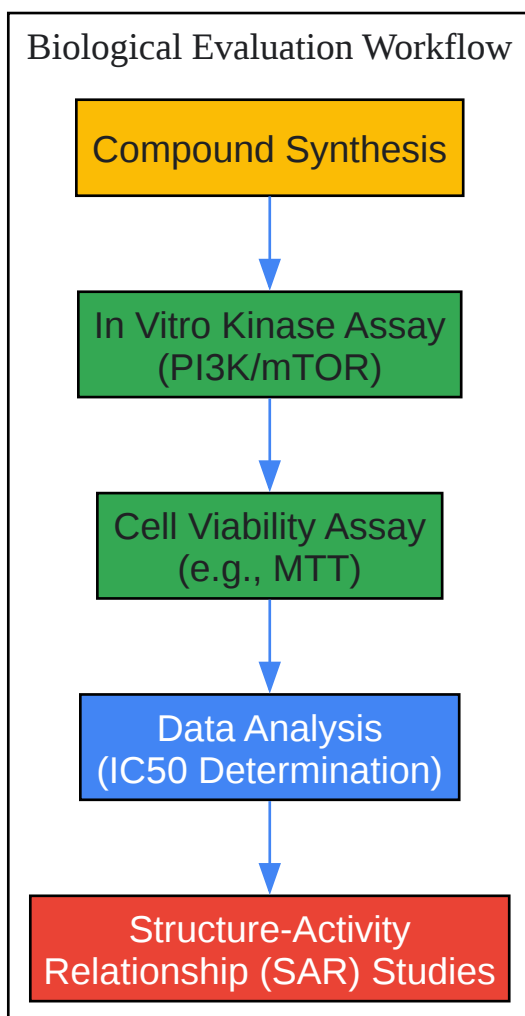 Biological Evaluation Workflow
Compound Synthesis
In Vitro Kinase Assay
(PI3K/mTOR)
Cell Viability Assay
(e.g., MTT)
Data Analysis
(IC50 Determination)
Structure-Activity
Relationship (SAR) Studies